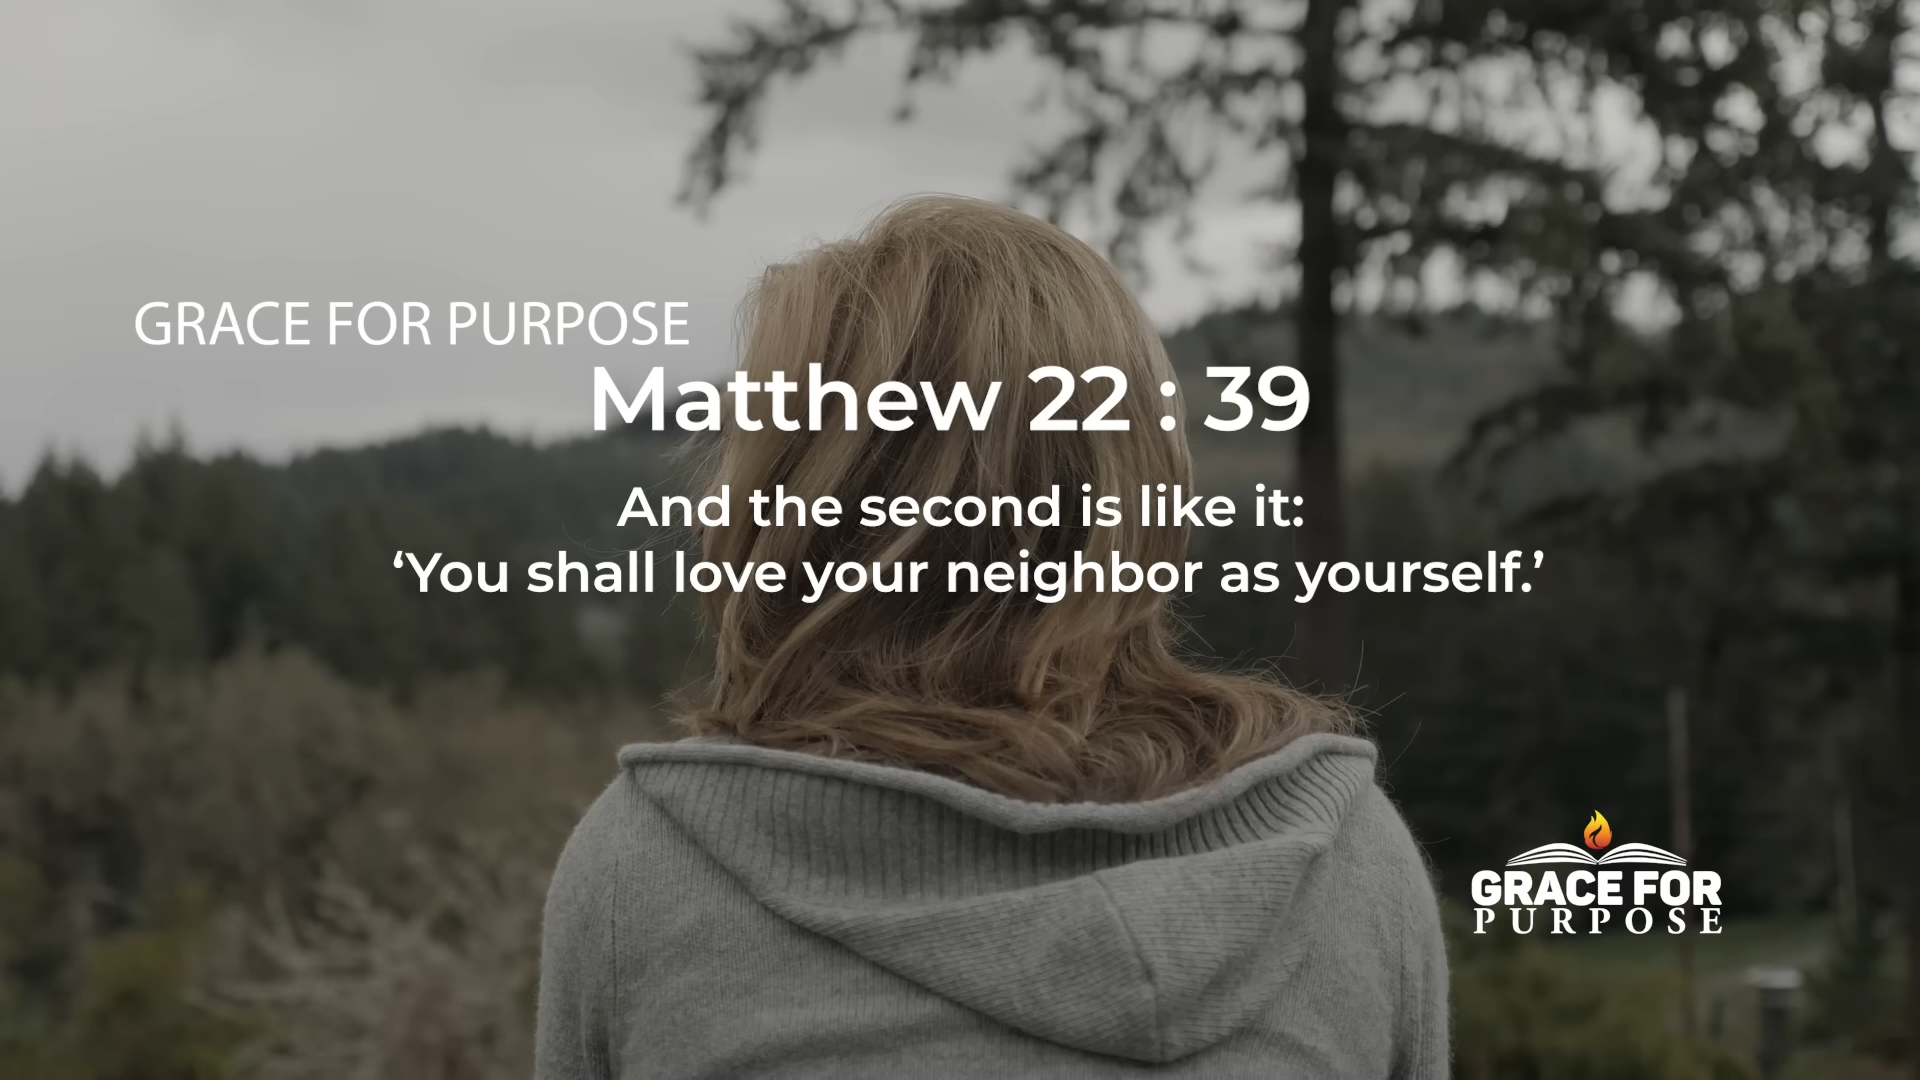 GRACE FOR PURPOSE
Matthew 22 : 39
And the second is like it:
‘You shall love your neighbor as yourself.’
GRACE FOR
PURPOSE